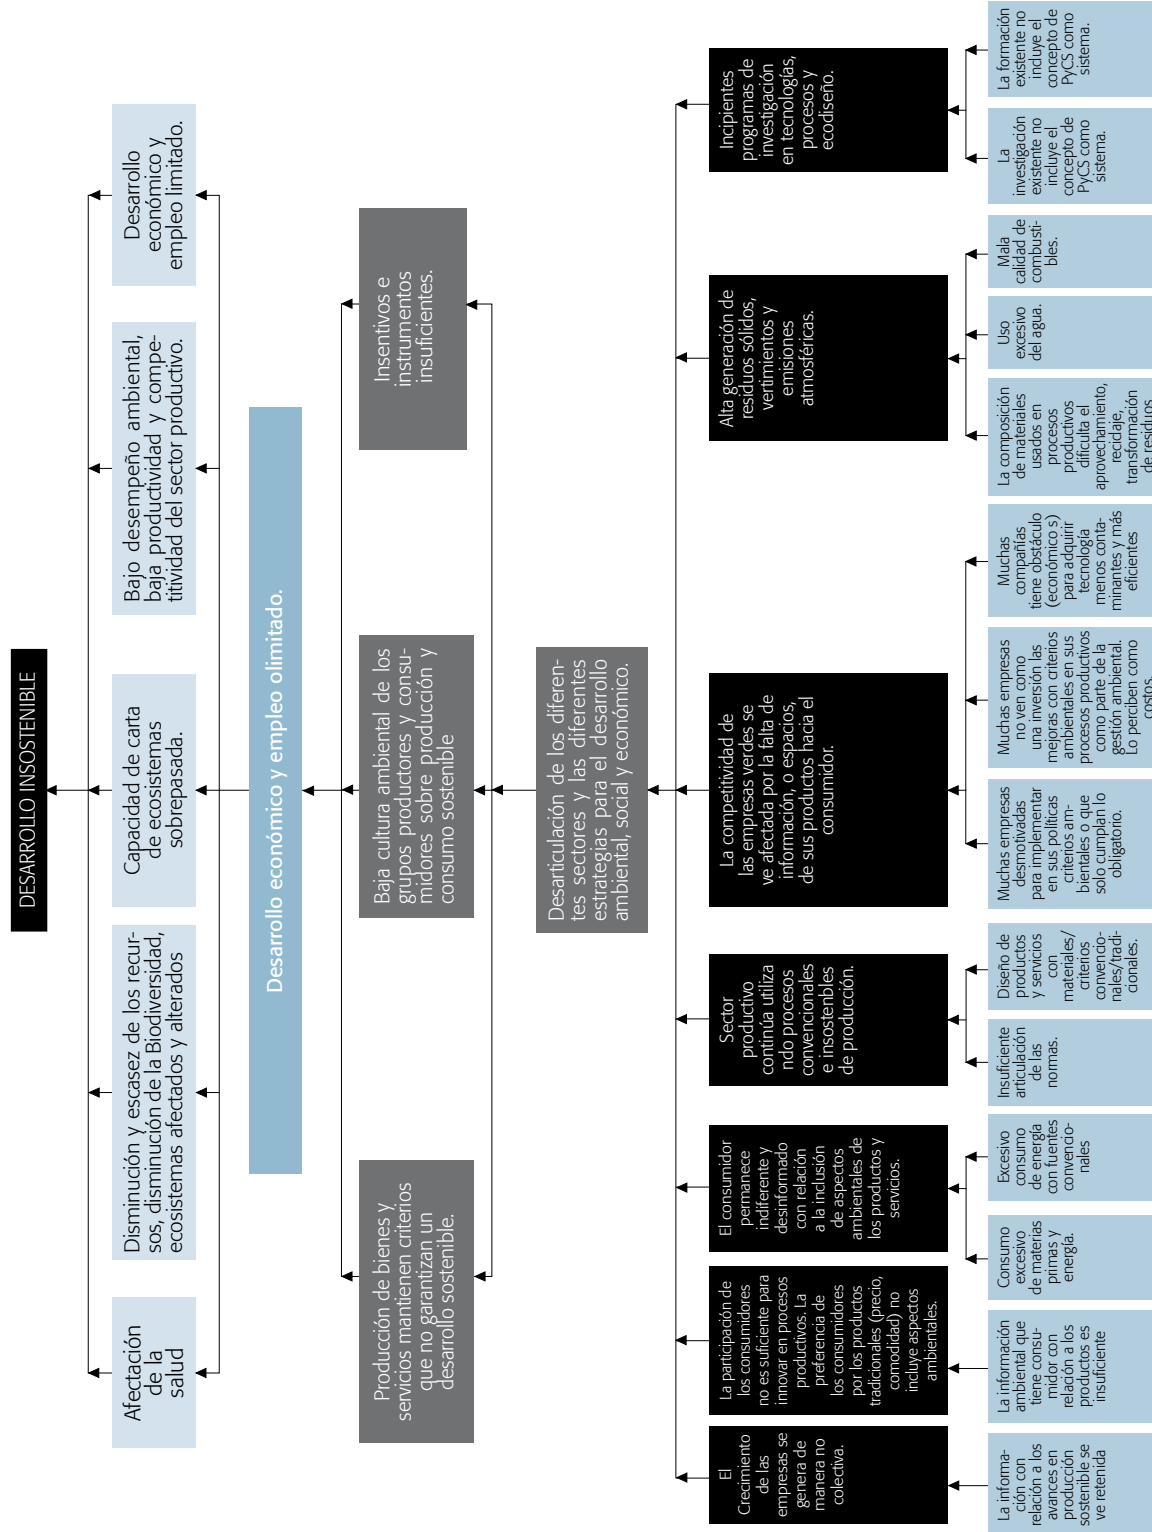 DESARROLLO INSOSTENIBLE
Afectación
de la
salud
Disminución y escasez de los recur-
sos, disminución de la Biodiversidad,
ecosistemas afectados y alterados
Capacidad de carta
de ecosistemas
sobrepasada.
Bajo desempeño ambiental,
baja productividad y compe-
titividad del sector productivo.
Desarrollo
económico y
empleo limitado.
Desarrollo económico y empleo olimitado.
Producción de bienes y
servicios mantienen criterios
que no garantizan un
desarrollo sostenible.
Baja cultura ambiental de los
grupos productores y consu-
midores sobre producción y
consumo sostenible
Insentivos e
instrumentos
insuficientes.
Desarticulación de los diferen-
tes sectores y las diferentes
estrategias para el desarrollo
ambiental, social y económico.
El
Crecimiento
de las
empresas se
genera de
manera no
colectiva.
La participación de
los consumidores
no es suficiente para
innovar en procesos
productivos. La
preferencia de
los consumidores
por los productos
tradicionales (precio,
comodidad) no
incluye aspectos
ambientales.
El consumidor
permanece
indiferente y
desinformado
con relación
a la inclusión
de aspectos
ambientales de
los productos y
servicios.
Sector
productivo
continúa utiliza
ndo procesos
convencionales
e insostenibles
de producción.
La competitividad de
las empresas verdes se
ve afectada por la falta de
información, o espacios,
de sus productos hacia el
consumidor.
Alta generación de
residuos sólidos,
vertimientos y
emisiones
atmosféricas.
Incipientes
programas de
investigación
en tecnologías,
procesos y
ecodiseño.
La informa-
ción con
relación a los
avances en
producción
sostenible se
ve retenida
La información
ambiental que
tiene consu-
midor con
relación a los
productos es
insuficiente
Consumo
excesivo
de materias
primas y
energía.
Excesivo
consumo
de energía
con fuentes
convencio-
nales
Insuficiente
articulación
de las
normas.
Diseño de
productos
y servicios
con
materiales/
criterios
convencio-
nales/tradi-
cionales.
Muchas empresas
desmotivadas
para implementar
en sus políticas
criterios am-
bientales o que
solo cumplan lo
obligatorio.
Muchas empresas
no ven como
una inversión las
mejoras con criterios
ambientales en sus
procesos productivos
como parte de la
gestión ambiental.
Lo perciben como
costos.
Muchas
compañías
tiene obstáculo
(económico s)
para adquirir
tecnología
menos conta-
minantes y más
eficientes
La composición
de materiales
usados en
procesos
productivos
dificulta el
aprovechamiento,
reciclaje,
transformación
de residuos
Uso
excesivo
del agua.
Mala
calidad de
combusti-
bles.
La
investigación
existente no
incluye el
concepto de
PyCS como
sistema.
La formación
existente no
incluye el
concepto de
PyCS como
sistema.